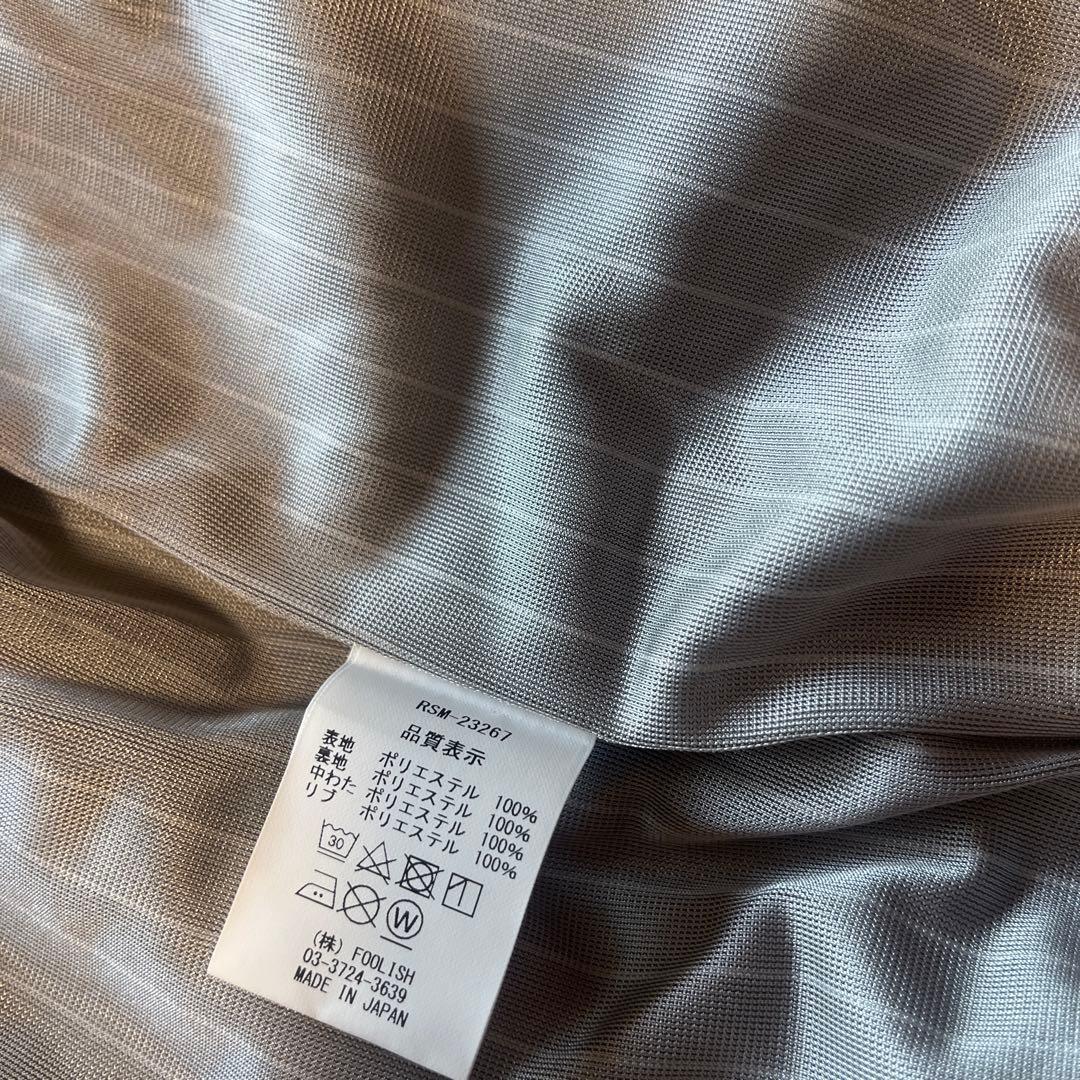 RSM-23267
品質表示
表地 ポリエステル 100%
裏地 ポリエステル 100%
中わた ポリエステル 100%
リブ ポリエステル 100%
30
W
(株) FOOLISH
03-3724-3639
MADE IN JAPAN